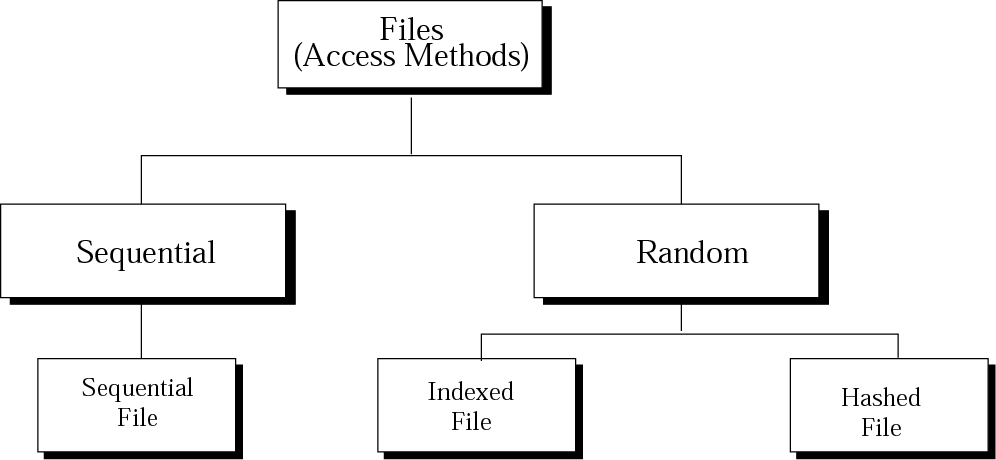 Files
(Access Methods)
Sequential
Random
Sequential
File
Indexed
File
Hashed
File